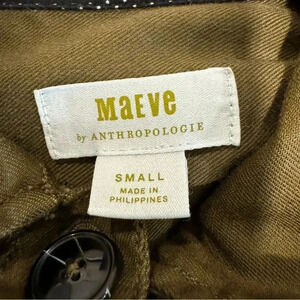 MAEVE
by ANTHROPOLOGIE
SMALL
MADE IN
PHILIPPINES